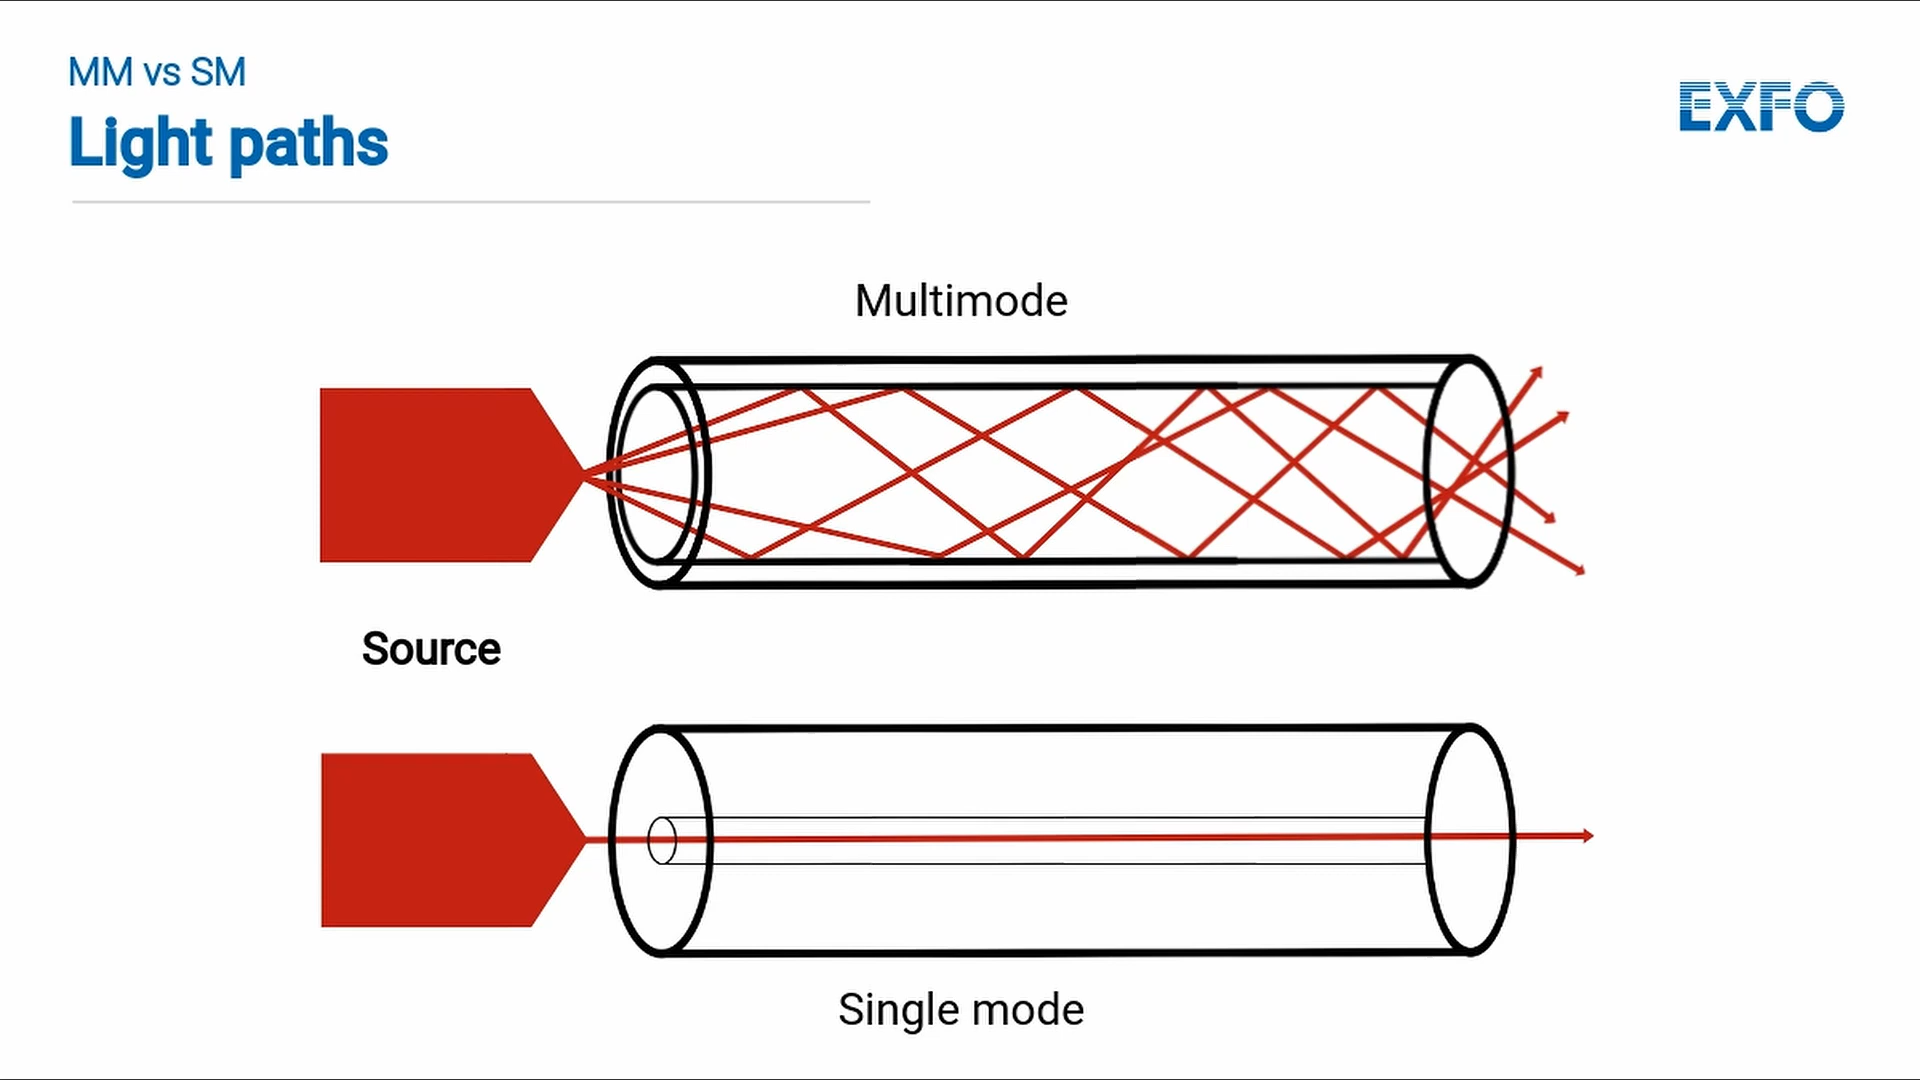 MM vs SM
Light paths
EXFO
Multimode
Source
Single mode